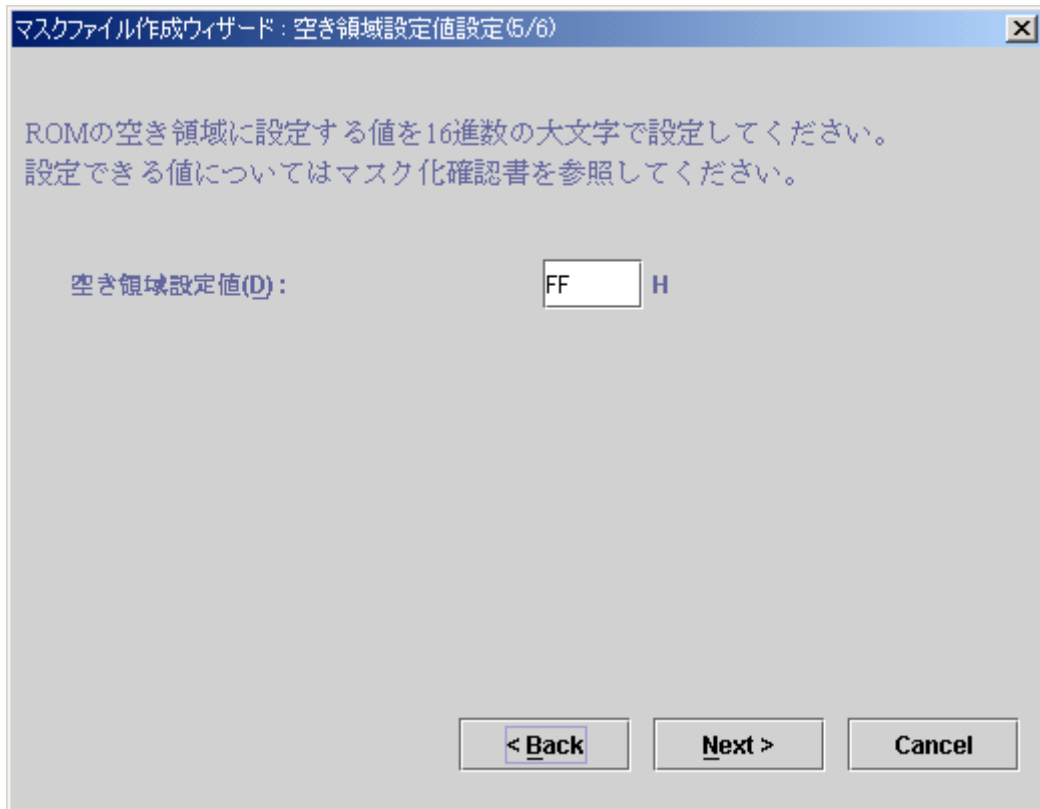 マスクファイル作成ウィザード：空き領域設定値設定(5/6)
ROMの空き領域に設定する値を16進数の大文字で設定してください。
設定できる値についてはマスク化確認書を参照してください。
空き領域設定値(D)： FF H
< Back Next > Cancel